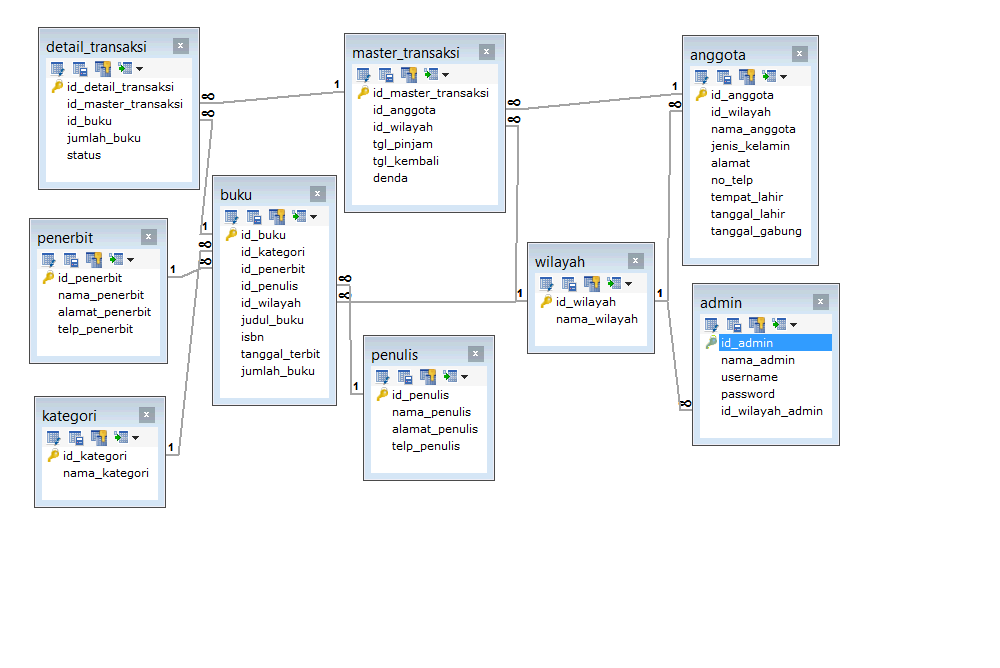 detail_transaksi
id_detail_transaksi
id_master_transaksi
id_buku
jumlah_buku
status
master_transaksi
id_master_transaksi
id_anggota
id_wilayah
tgl_pinjam
tgl_kembali
denda
anggota
id_anggota
id_wilayah
nama_anggota
jenis_kelamin
alamat
no_telp
tempat_lahir
tanggal_lahir
tanggal_gabung
buku
id_buku
id_kategori
id_penerbit
id_penulis
id_wilayah
judul_buku
isbn
tanggal_terbit
jumlah_buku
penerbit
id_penerbit
nama_penerbit
alamat_penerbit
telp_penerbit
wilayah
id_wilayah
nama_wilayah
admin
id_admin
nama_admin
username
password
id_wilayah_admin
penulis
id_penulis
nama_penulis
alamat_penulis
telp_penulis
kategori
id_kategori
nama_kategori
1
∞
∞
1
∞
∞
1
∞
1
∞
∞
1
∞
∞
1
1
∞
1
1